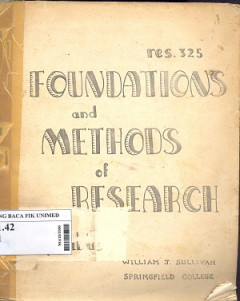 res. 325
FOUNDATIONS
and
METHODS
of
RESEARCH
NG BACA FIK UNIMED
.42
WILLIAM J. SULLIVAN
SPRINGFIELD COLLEGE